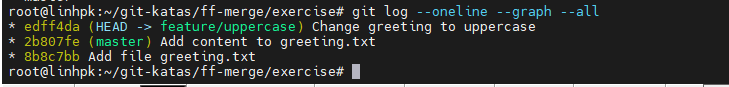 root@linhpk:~/git-katas/ff-merge/exercise# git log --oneline --graph --all
* edff4da (HEAD -> feature/uppercase) Change greeting to uppercase
* 2b807fe (master) Add content to greeting.txt
* 8b8c7bb Add file greeting.txt
root@linhpk:~/git-katas/ff-merge/exercise#